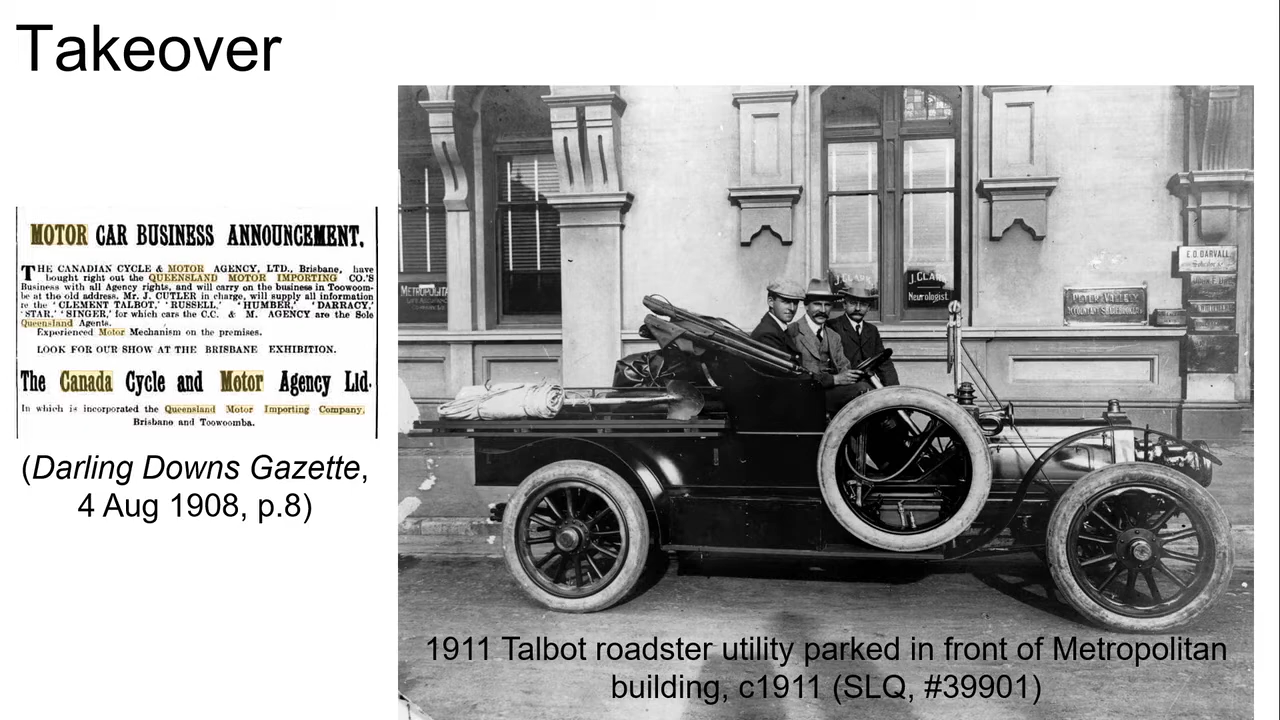 Takeover
MOTOR CAR BUSINESS ANNOUNCEMENT.
THE CANADIAN CYCLE & MOTOR AGENCY, LTD., Brisbane, have
bought right out the QUEENSLAND MOTOR IMPORTING CO.'S
Business with all Agency rights, and will carry on the business in Toowoom-
be at the old address. Mr. J. CUTLER in charge, will supply all information
re the 'CLEMENT TALBOT,' 'RUSSELL,' 'HUMBER,' 'DARRACY,'
'STAR,' 'SINGER,' for which cars the C.C. & M. AGENCY are the Sole
Queensland Agents.
Experienced Motor Mechanism on the premises.
LOOK FOR OUR SHOW AT THE BRISBANE EXHIBITION.
The Canada Cycle and Motor Agency Ltd.
In which is incorporated the Queensland Motor Importing Company.
Brisbane and Toowoomba.
(Darling Downs Gazette,
4 Aug 1908, p.8)
METROPOLITAN
J. CLARK
J. CLARK
Neurologist.
E.D. DARVALL
1911 Talbot roadster utility parked in front of Metropolitan
building, c1911 (SLQ, #39901)